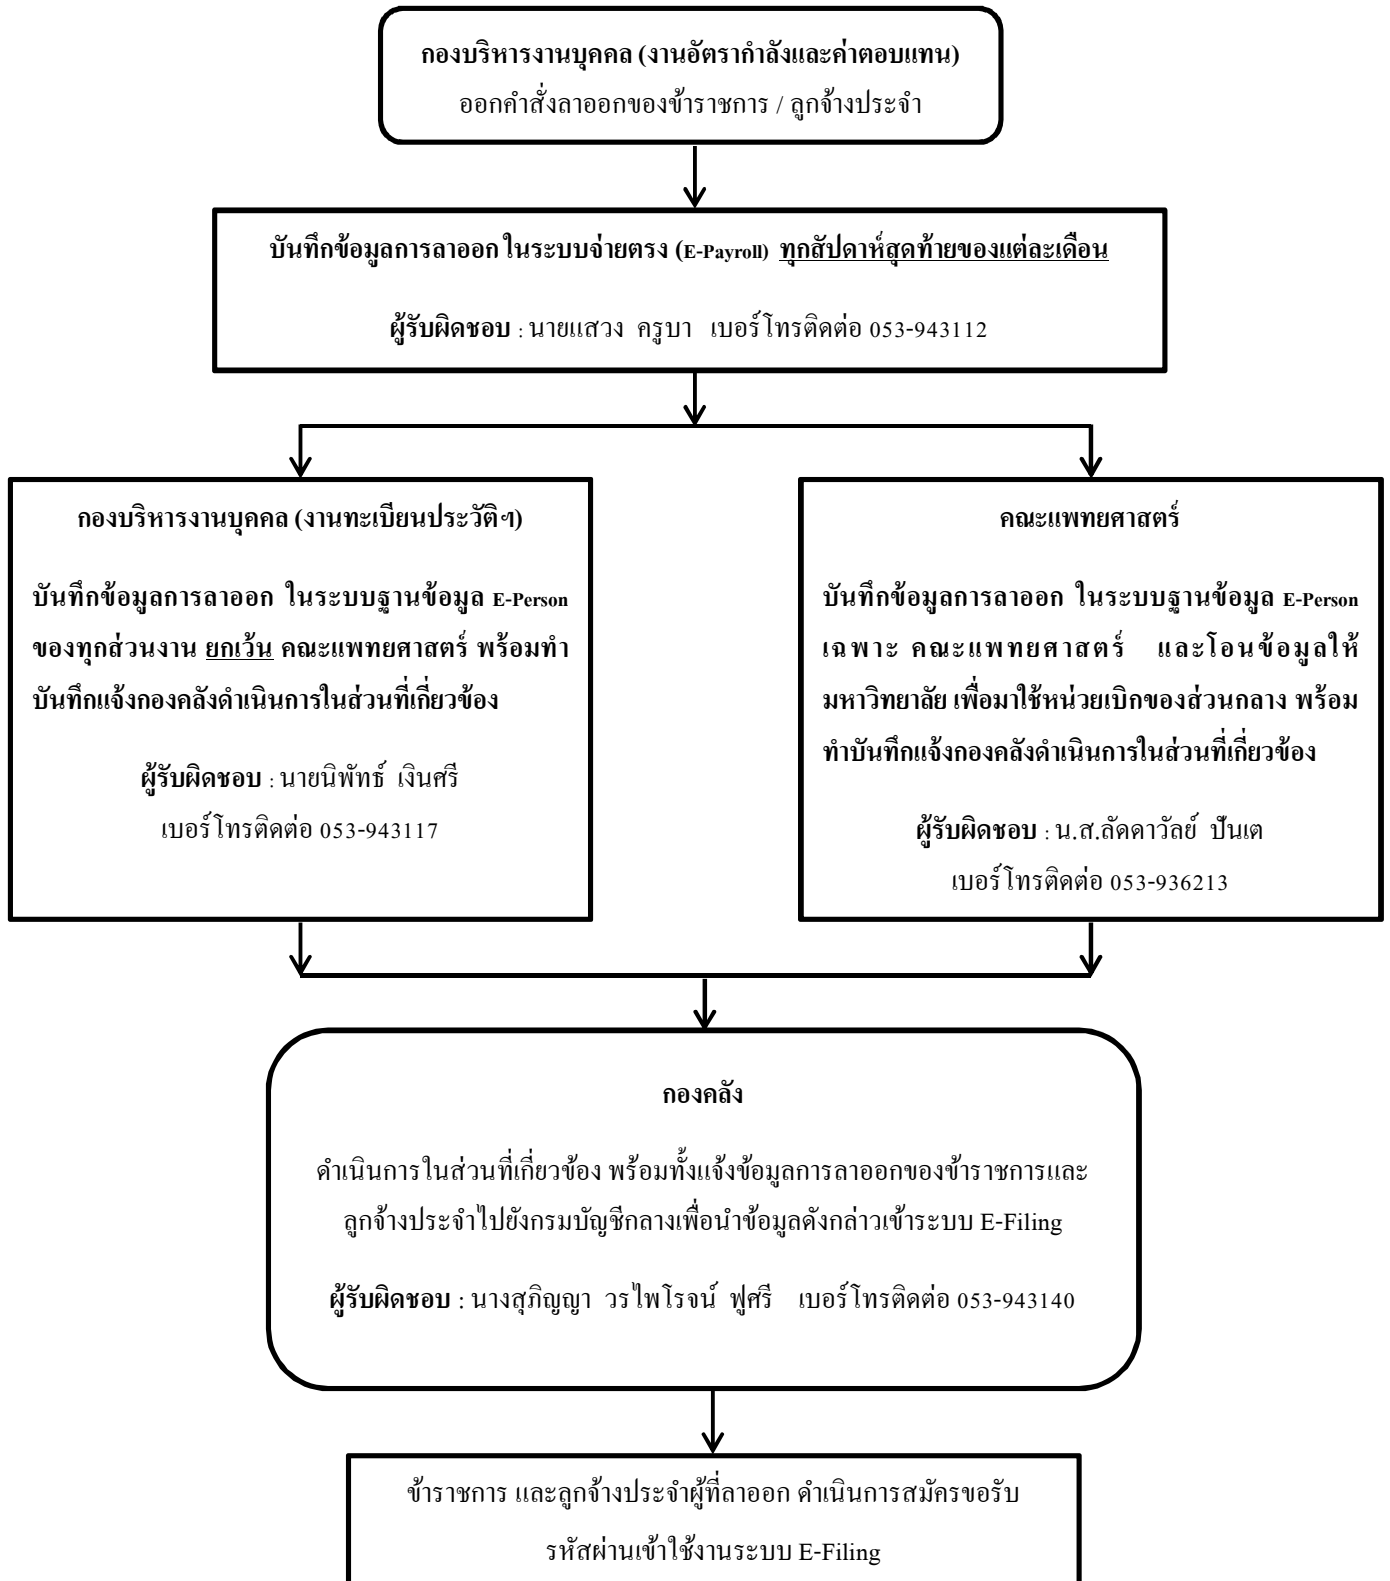 กองบริหารงานบุคคล (งานอัตรากำลังและค่าตอบแทน)
ออกคำสั่งลาออกของข้าราชการ / ลูกจ้างประจำ
บันทึกข้อมูลการลาออก ในระบบจ่ายตรง (E-Payroll) ทุกสัปดาห์สุดท้ายของแต่ละเดือน
ผู้รับผิดชอบ : นายแสวง ครูบา เบอร์โทรติดต่อ 053-943112
กองบริหารงานบุคคล (งานทะเบียนประวัติฯ)
บันทึกข้อมูลการลาออก ในระบบฐานข้อมูล E-Person
ของทุกส่วนงาน ยกเว้น คณะแพทยศาสตร์ พร้อมทำ
บันทึกแจ้งกองคลังดำเนินการในส่วนที่เกี่ยวข้อง
ผู้รับผิดชอบ : นายนิพัทธ์ เงินศรี
เบอร์โทรติดต่อ 053-943117
คณะแพทยศาสตร์
บันทึกข้อมูลการลาออก ในระบบฐานข้อมูล E-Person
เฉพาะ คณะแพทยศาสตร์ และโอนข้อมูลให้
มหาวิทยาลัย เพื่อมาใช้หน่วยเบิกของส่วนกลาง พร้อม
ทำบันทึกแจ้งกองคลังดำเนินการในส่วนที่เกี่ยวข้อง
ผู้รับผิดชอบ : น.ส.ลัดดาวัลย์ ปันเต
เบอร์โทรติดต่อ 053-936213
กองคลัง
ดำเนินการในส่วนที่เกี่ยวข้อง พร้อมทั้งแจ้งข้อมูลการลาออกของข้าราชการและ
ลูกจ้างประจำไปยังกรมบัญชีกลางเพื่อนำข้อมูลดังกล่าวเข้าระบบ E-Filing
ผู้รับผิดชอบ : นางสุภิญญา วรไพโรจน์ ฟูศรี เบอร์โทรติดต่อ 053-943140
ข้าราชการ และลูกจ้างประจำผู้ที่ลาออก ดำเนินการสมัครขอรับ
รหัสผ่านเข้าใช้งานระบบ E-Filing